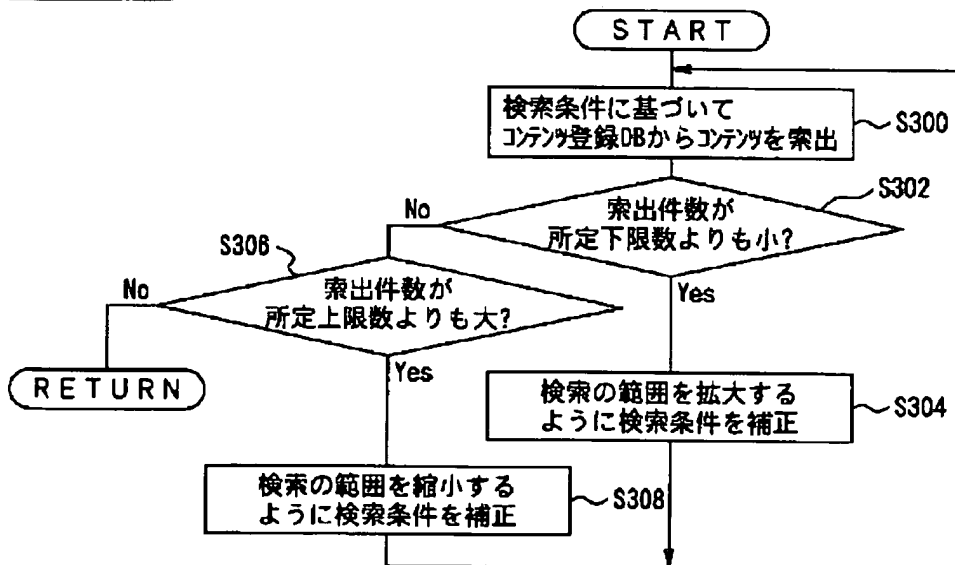 START
検索条件に基づいて
コンテンツ登録DBからコンテンツを索出
S300
S302
索出件数が
所定下限数よりも小?
No
Yes
S306
索出件数が
所定上限数よりも大?
No
Yes
RETURN
検索の範囲を拡大する
ように検索条件を補正
S304
検索の範囲を縮小する
ように検索条件を補正
S308